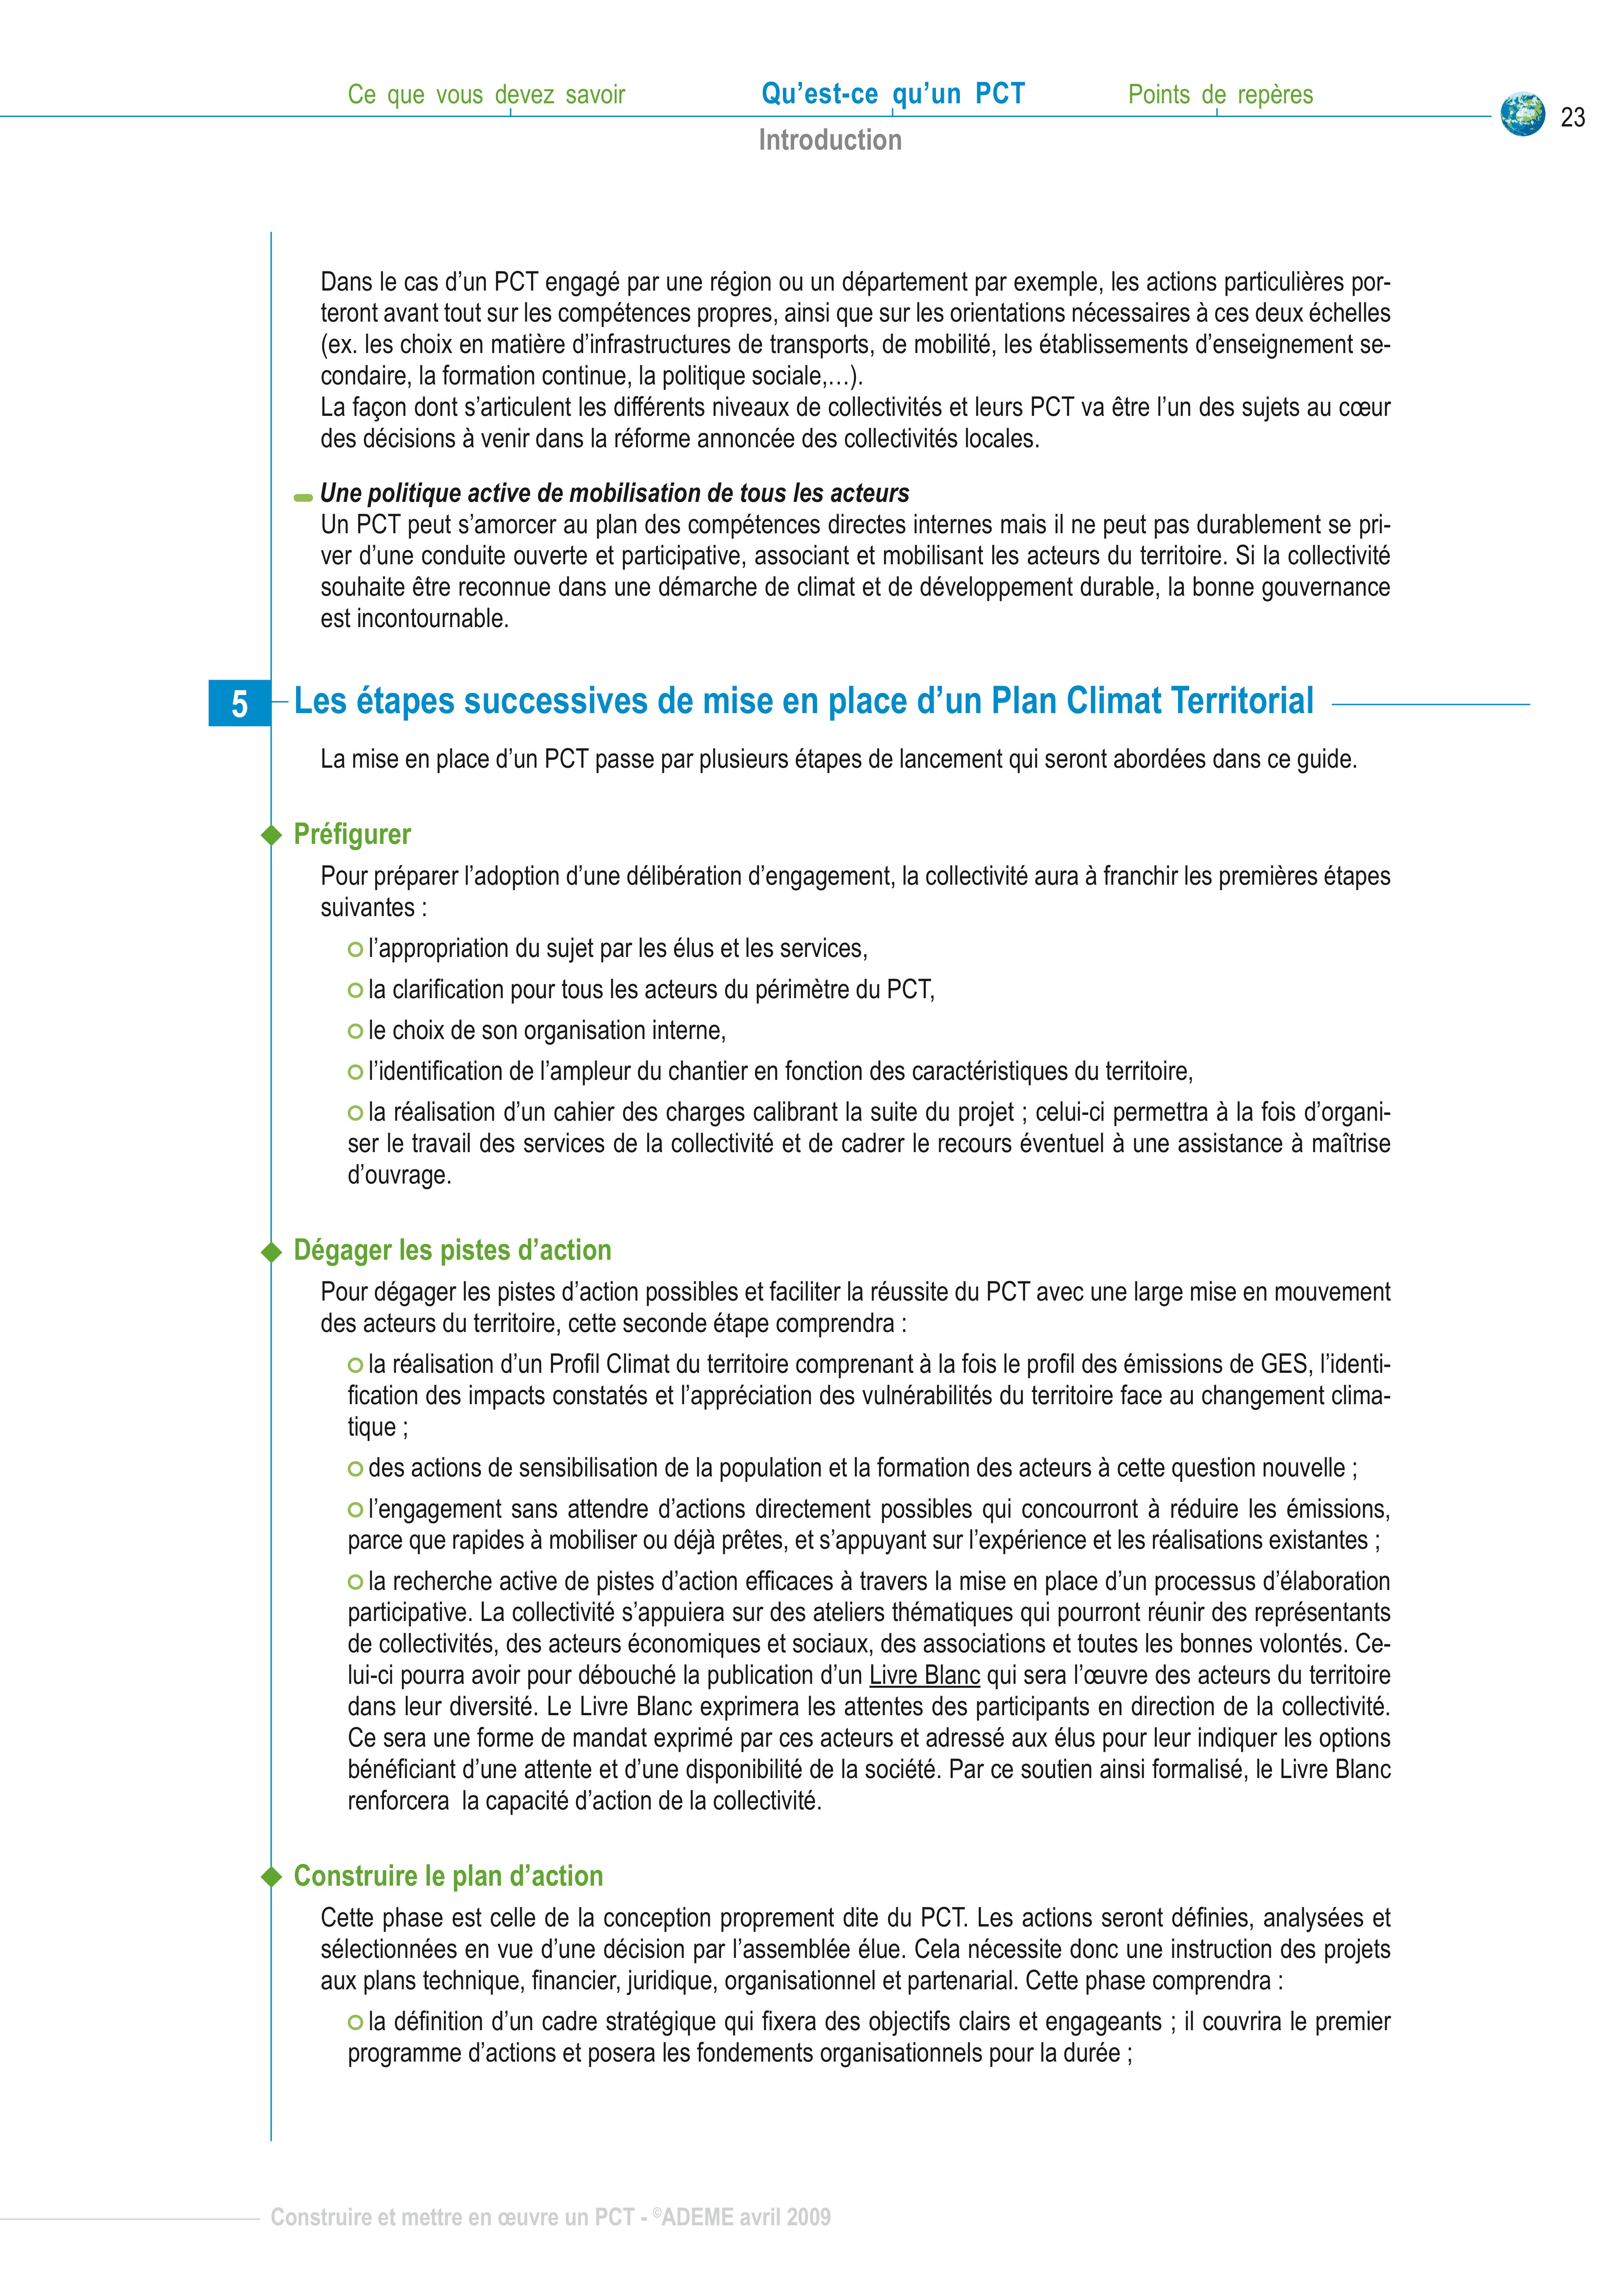 Ce que vous devez savoir
Qu’est-ce qu’un PCT
Points de repères
23
Introduction
Dans le cas d’un PCT engagé par une région ou un département par exemple, les actions particulières por-
teront avant tout sur les compétences propres, ainsi que sur les orientations nécessaires à ces deux échelles
(ex. les choix en matière d’infrastructures de transports, de mobilité, les établissements d’enseignement se-
condaire, la formation continue, la politique sociale,…).
La façon dont s’articulent les différents niveaux de collectivités et leurs PCT va être l’un des sujets au cœur
des décisions à venir dans la réforme annoncée des collectivités locales.
Une politique active de mobilisation de tous les acteurs
Un PCT peut s’amorcer au plan des compétences directes internes mais il ne peut pas durablement se pri-
ver d’une conduite ouverte et participative, associant et mobilisant les acteurs du territoire. Si la collectivité
souhaite être reconnue dans une démarche de climat et de développement durable, la bonne gouvernance
est incontournable.
5 Les étapes successives de mise en place d’un Plan Climat Territorial
La mise en place d’un PCT passe par plusieurs étapes de lancement qui seront abordées dans ce guide.
Préfigurer
Pour préparer l’adoption d’une délibération d’engagement, la collectivité aura à franchir les premières étapes
suivantes :
l’appropriation du sujet par les élus et les services,
la clarification pour tous les acteurs du périmètre du PCT,
le choix de son organisation interne,
l’identification de l’ampleur du chantier en fonction des caractéristiques du territoire,
la réalisation d’un cahier des charges calibrant la suite du projet ; celui-ci permettra à la fois d’organi-
ser le travail des services de la collectivité et de cadrer le recours éventuel à une assistance à maîtrise
d’ouvrage.
Dégager les pistes d’action
Pour dégager les pistes d’action possibles et faciliter la réussite du PCT avec une large mise en mouvement
des acteurs du territoire, cette seconde étape comprendra :
la réalisation d’un Profil Climat du territoire comprenant à la fois le profil des émissions de GES, l’identi-
fication des impacts constatés et l’appréciation des vulnérabilités du territoire face au changement clima-
tique ;
des actions de sensibilisation de la population et la formation des acteurs à cette question nouvelle ;
l’engagement sans attendre d’actions directement possibles qui concourront à réduire les émissions,
parce que rapides à mobiliser ou déjà prêtes, et s’appuyant sur l’expérience et les réalisations existantes ;
la recherche active de pistes d’action efficaces à travers la mise en place d’un processus d’élaboration
participative. La collectivité s’appuiera sur des ateliers thématiques qui pourront réunir des représentants
de collectivités, des acteurs économiques et sociaux, des associations et toutes les bonnes volontés. Ce-
lui-ci pourra avoir pour débouché la publication d’un Livre Blanc qui sera l’œuvre des acteurs du territoire
dans leur diversité. Le Livre Blanc exprimera les attentes des participants en direction de la collectivité.
Ce sera une forme de mandat exprimé par ces acteurs et adressé aux élus pour leur indiquer les options
bénéficiant d’une attente et d’une disponibilité de la société. Par ce soutien ainsi formalisé, le Livre Blanc
renforcera la capacité d’action de la collectivité.
Construire le plan d’action
Cette phase est celle de la conception proprement dite du PCT. Les actions seront définies, analysées et
sélectionnées en vue d’une décision par l’assemblée élue. Cela nécessite donc une instruction des projets
aux plans technique, financier, juridique, organisationnel et partenarial. Cette phase comprendra :
la définition d’un cadre stratégique qui fixera des objectifs clairs et engageants ; il couvrira le premier
programme d’actions et posera les fondements organisationnels pour la durée ;
Construire et mettre en œuvre un PCT - ©ADEME avril 2009